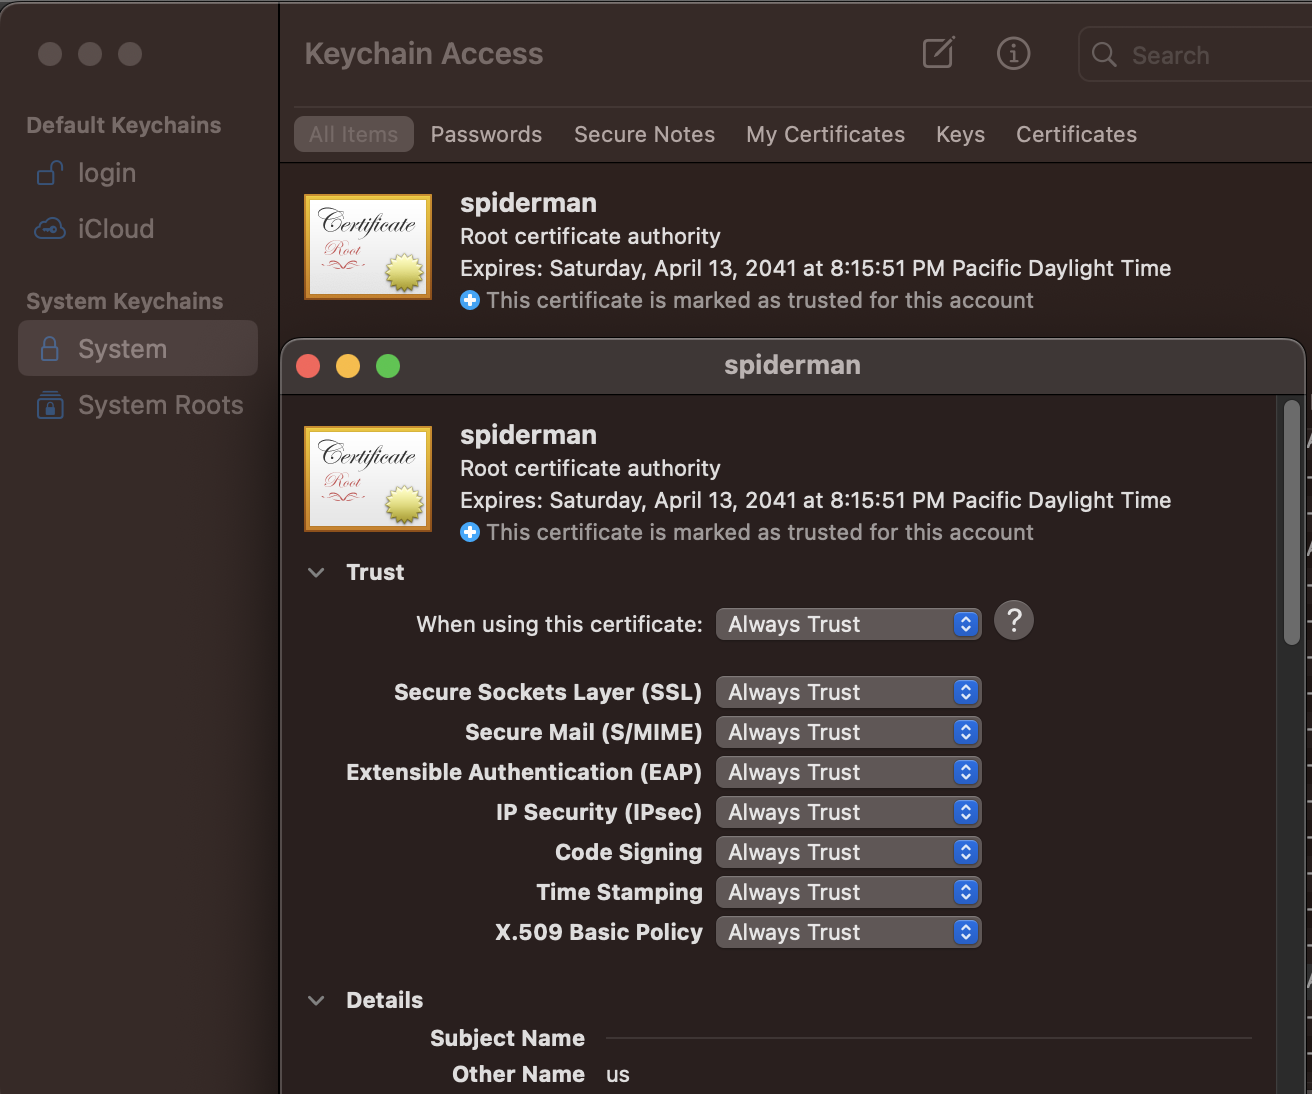 Keychain Access
Search
Default Keychains
login
iCloud
System Keychains
System
System Roots
All Items Passwords Secure Notes My Certificates Keys Certificates
Certificate
Root
spiderman
Root certificate authority
Expires: Saturday, April 13, 2041 at 8:15:51 PM Pacific Daylight Time
This certificate is marked as trusted for this account
spiderman
Certificate
Root
spiderman
Root certificate authority
Expires: Saturday, April 13, 2041 at 8:15:51 PM Pacific Daylight Time
This certificate is marked as trusted for this account
Trust
When using this certificate: Always Trust ?
Secure Sockets Layer (SSL) Always Trust
Secure Mail (S/MIME) Always Trust
Extensible Authentication (EAP) Always Trust
IP Security (IPsec) Always Trust
Code Signing Always Trust
Time Stamping Always Trust
X.509 Basic Policy Always Trust
Details
Subject Name
Other Name us